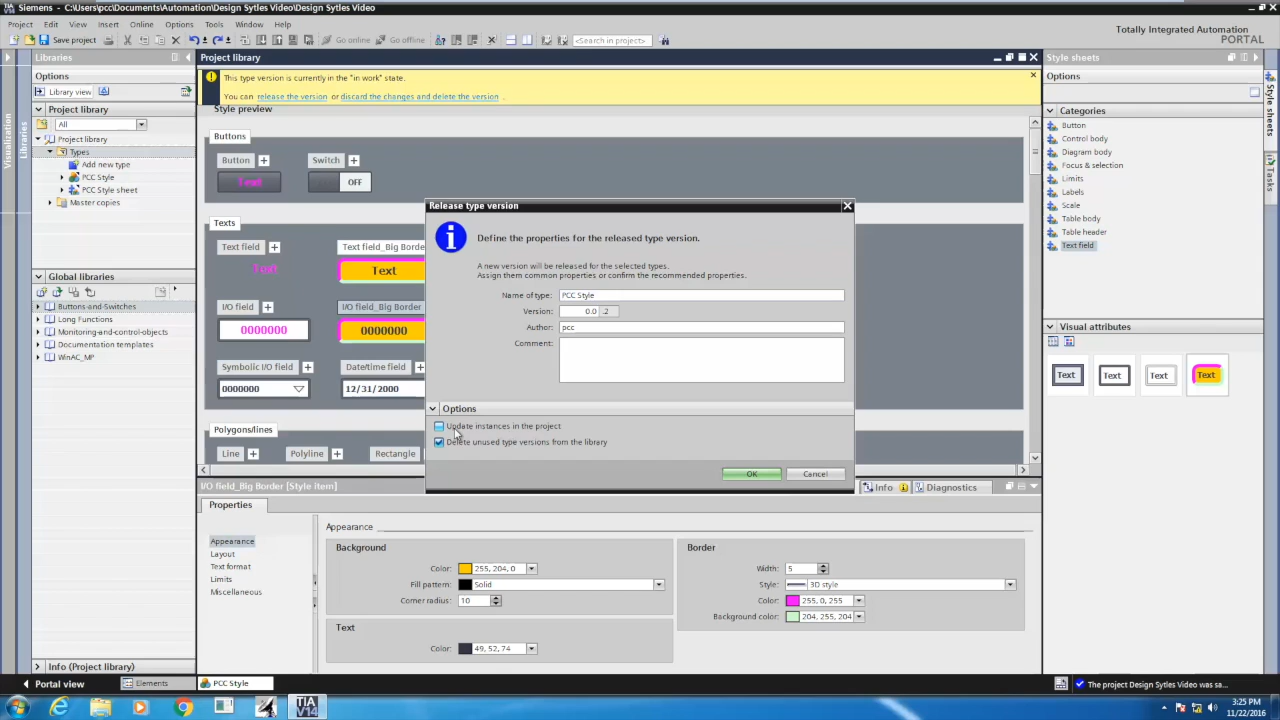 Siemens - C:\Users\pcc\Documents\Automation\Design Sytles Video\Design Sytles Video
Project Edit View Insert Online Options Tools Window Help
Totally Integrated Automation
PORTAL
Save project Go online Go offline <Search in project>
Libraries
Options
Library view
Project library
All
Project library
Types
Add new type
PCC Style
PCC Style sheet
Master copies
Global libraries
Buttons-and-Switches
Long Functions
Monitoring-and-control-objects
Documentation templates
WinAC_MP
Info (Project library)
Visualization
Libraries
Project library
This type version is currently in the "in work" state.
You can release the version or discard the changes and delete the version .
Style preview
Buttons
Button + Switch +
Text OFF
Texts
Text field + Text field_Big Borde
Text Text
I/O field + I/O field_Big Border
0000000 0000000
Symbolic I/O field + Date/time field +
0000000 12/31/2000
Polygons/lines
Line + Polyline + Rectangle
Release type version
Define the properties for the released type version.
A new version will be released for the selected types.
Assign them common properties or confirm the recommended properties.
Name of type: PCC Style
Version: 0.0 .2
Author: pcc
Comment:
Options
Update instances in the project
Delete unused type versions from the library
OK Cancel
I/O field_Big Border [Style item]
Info Diagnostics
Properties
Appearance
Layout
Text format
Limits
Miscellaneous
Appearance
Background
Color: 255, 204, 0
Fill pattern: Solid
Corner radius: 10
Text
Color: 49, 52, 74
Border
Width: 5
Style: 3D style
Color: 255, 0, 255
Background color: 204, 255, 204
Style sheets
Options
Categories
Button
Control body
Diagram body
Focus & selection
Limits
Labels
Scale
Table body
Table header
Text field
Visual attributes
Text Text Text Text
Style sheets
Tasks
Portal view Elements PCC Style
The project Design Sytles Video was sa...
TIA V14
3:25 PM
11/22/2016